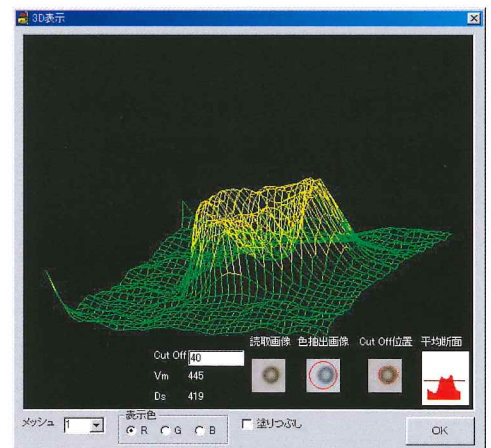 3D表示
読取画像 色抽出画像 Cut Off位置 平均断面
Cut Off 40
Vm 445
Ds 419
メッシュ 1
表示色
R G B
塗りつぶし
OK